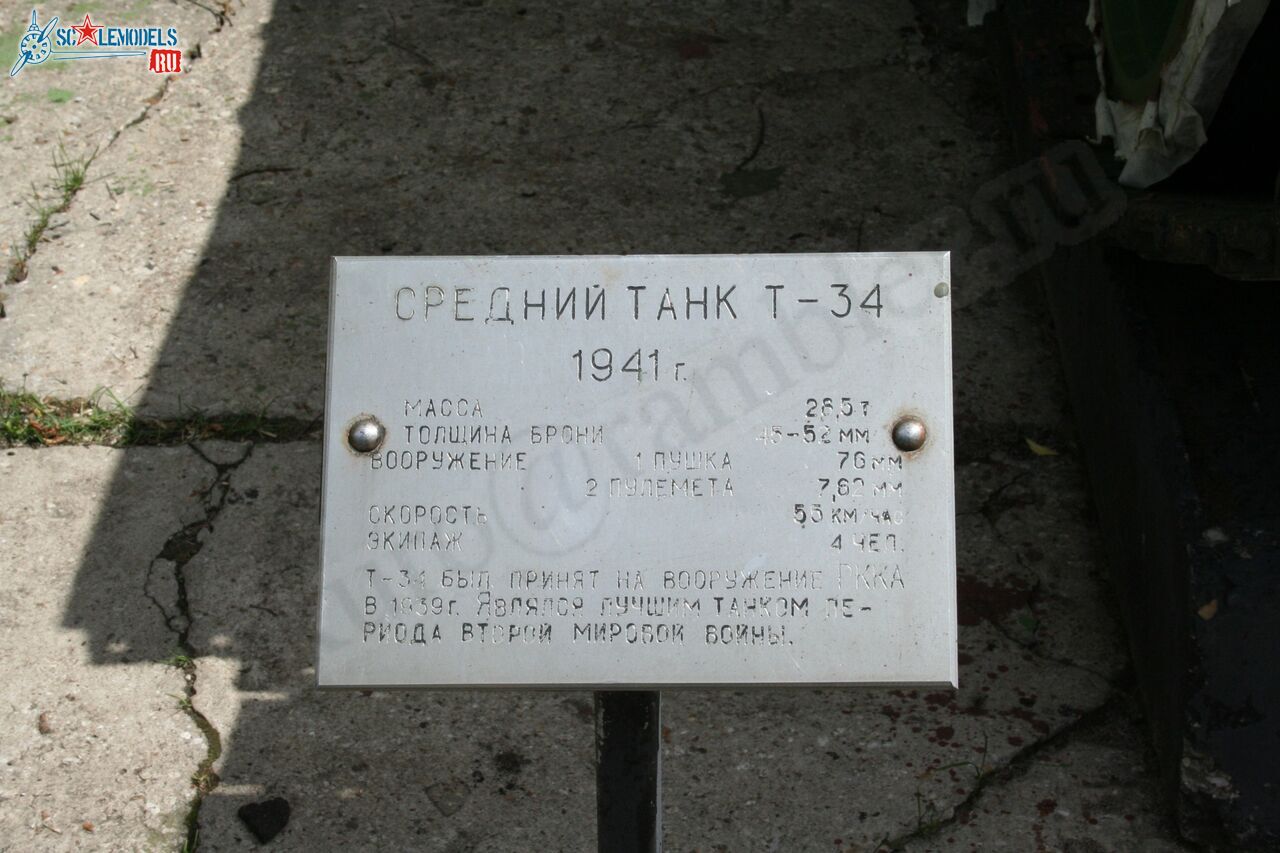 SCALEMODELS
RU
СРЕДНИЙ ТАНК Т-34
1941 г.
МАССА 28,5 т
ТОЛЩИНА БРОНИ 45-52 мм
ВООРУЖЕНИЕ 1 ПУШКА 76 мм
2 ПУЛЕМЕТА 7,62 мм
СКОРОСТЬ 55 КМ/ЧАС
ЭКИПАЖ 4 ЧЕЛ.
Т-34 БЫЛ ПРИНЯТ НА ВООРУЖЕНИЕ РККА
В 1939г. ЯВЛЯЛСЯ ЛУЧШИМ ТАНКОМ ПЕ-
РИОДА ВТОРОЙ МИРОВОЙ ВОЙНЫ.